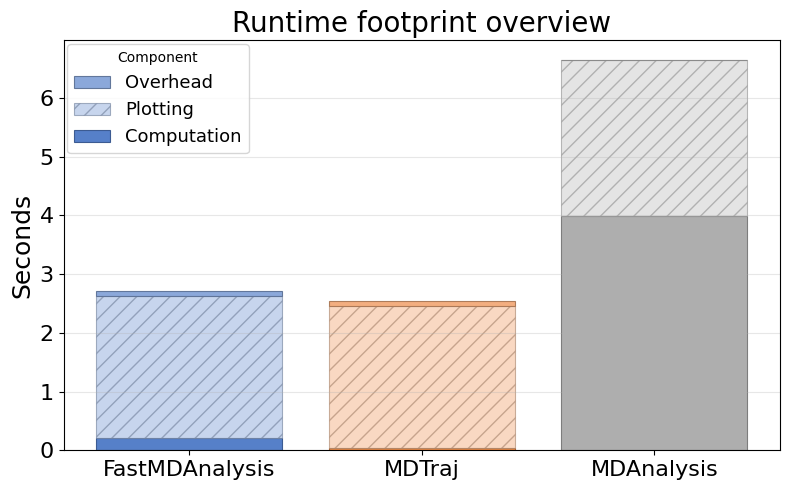 Runtime footprint overview
Component
Overhead
Plotting
Computation
Seconds
6
5
4
3
2
1
0
FastMDAnalysis
MDTraj
MDAnalysis